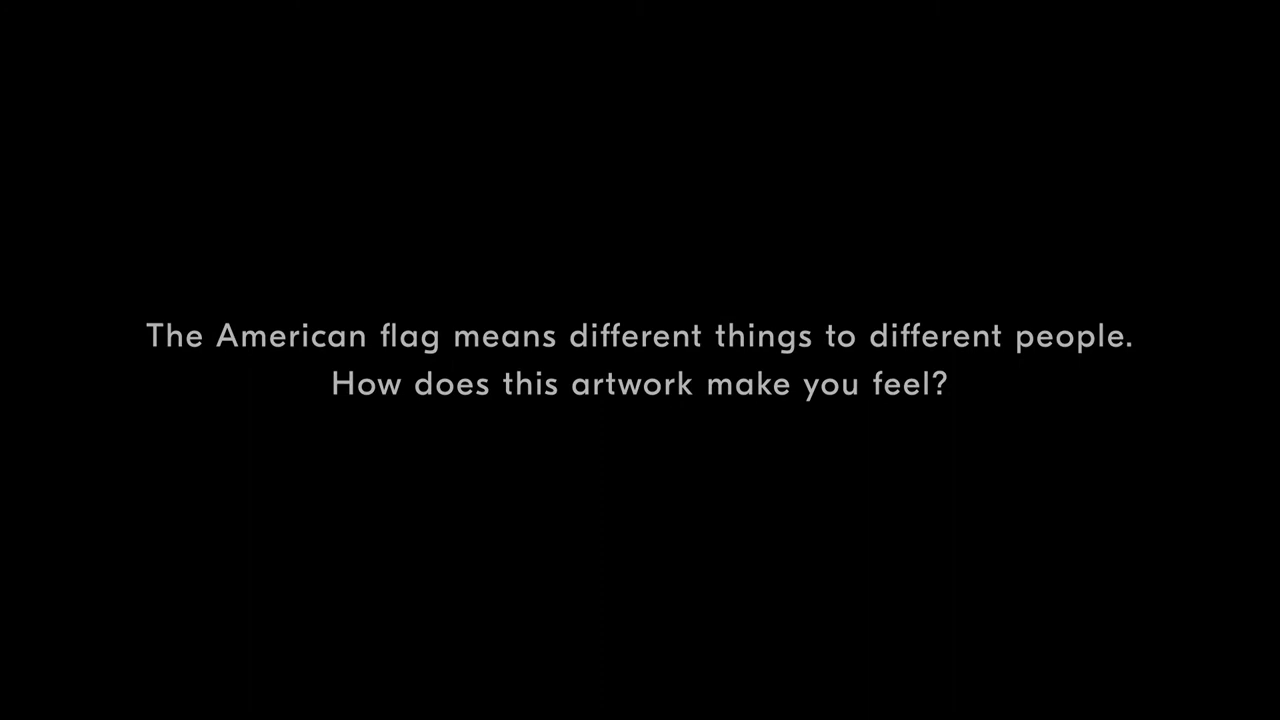 The American flag means different things to different people.
How does this artwork make you feel?